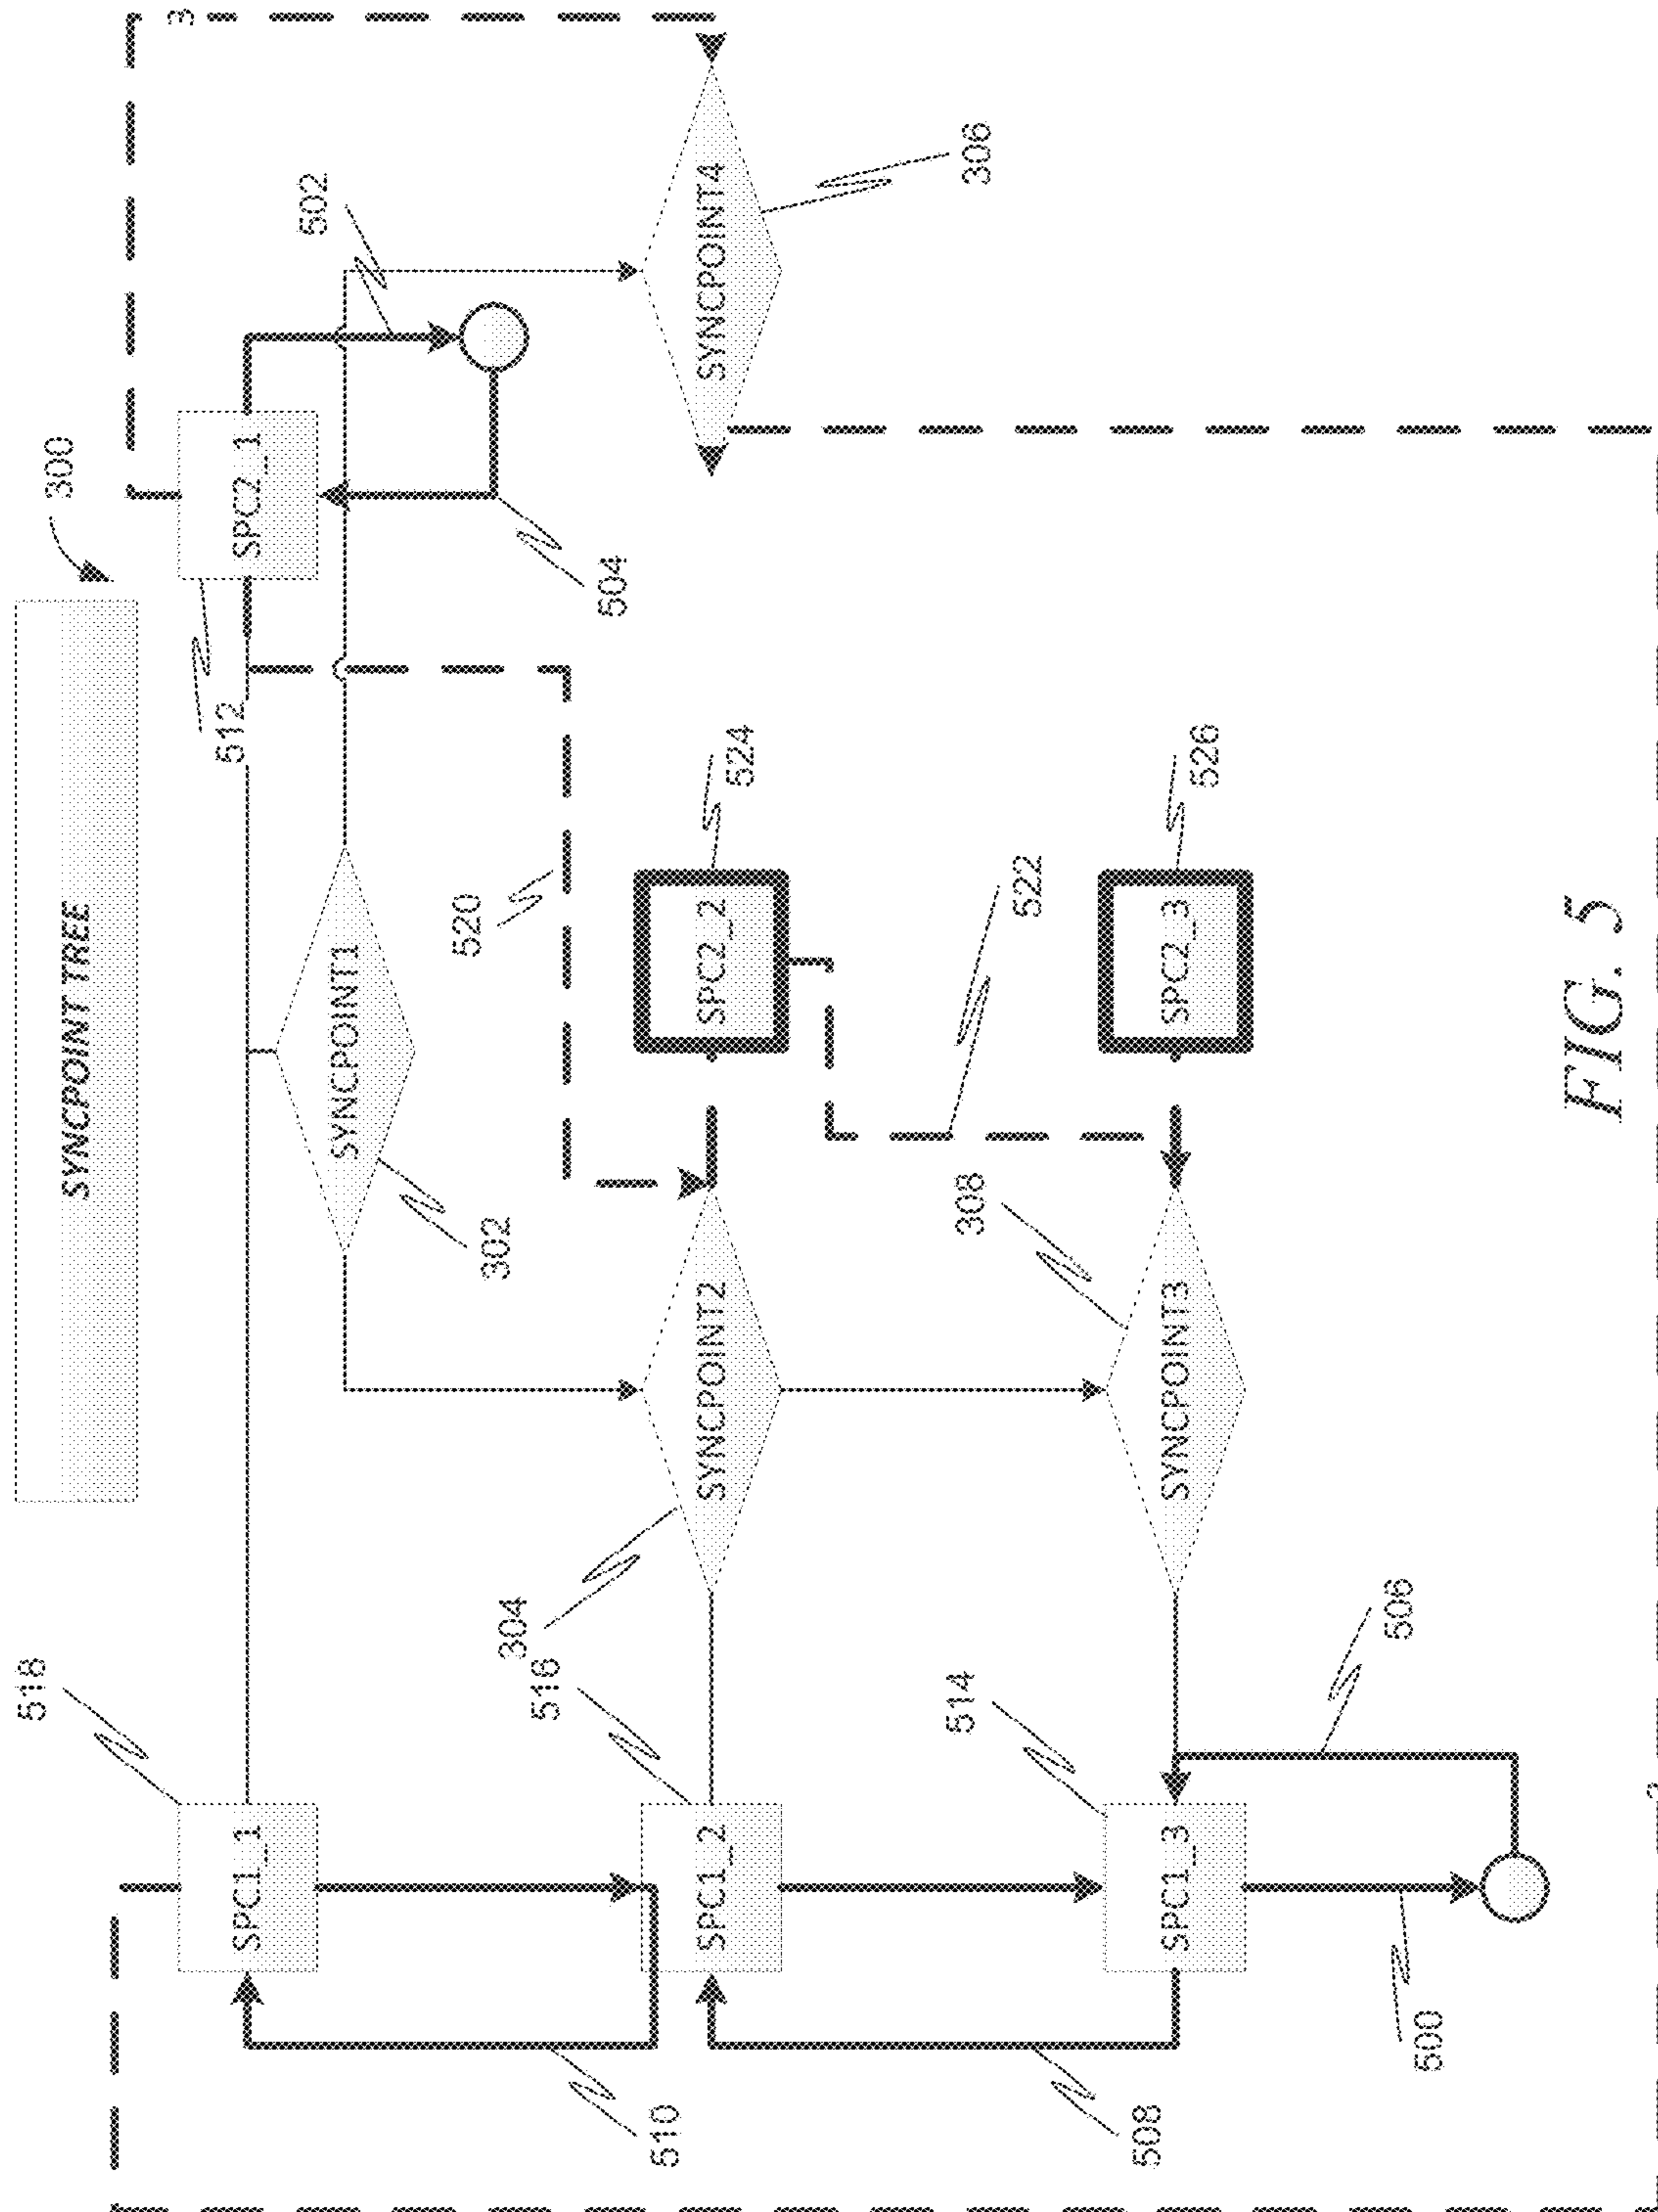 518
300
SYNCPOINT TREE
3
512
SPC1_1
SPC2_1
502
SYNCPOINT1
520
302
304
516
504
510
SPC1_2
SYNCPOINT2
SPC2_2
SYNCPOINT4
524
514
308
306
522
508
SPC1_3
SYNCPOINT3
SPC2_3
526
506
500
FIG. 5